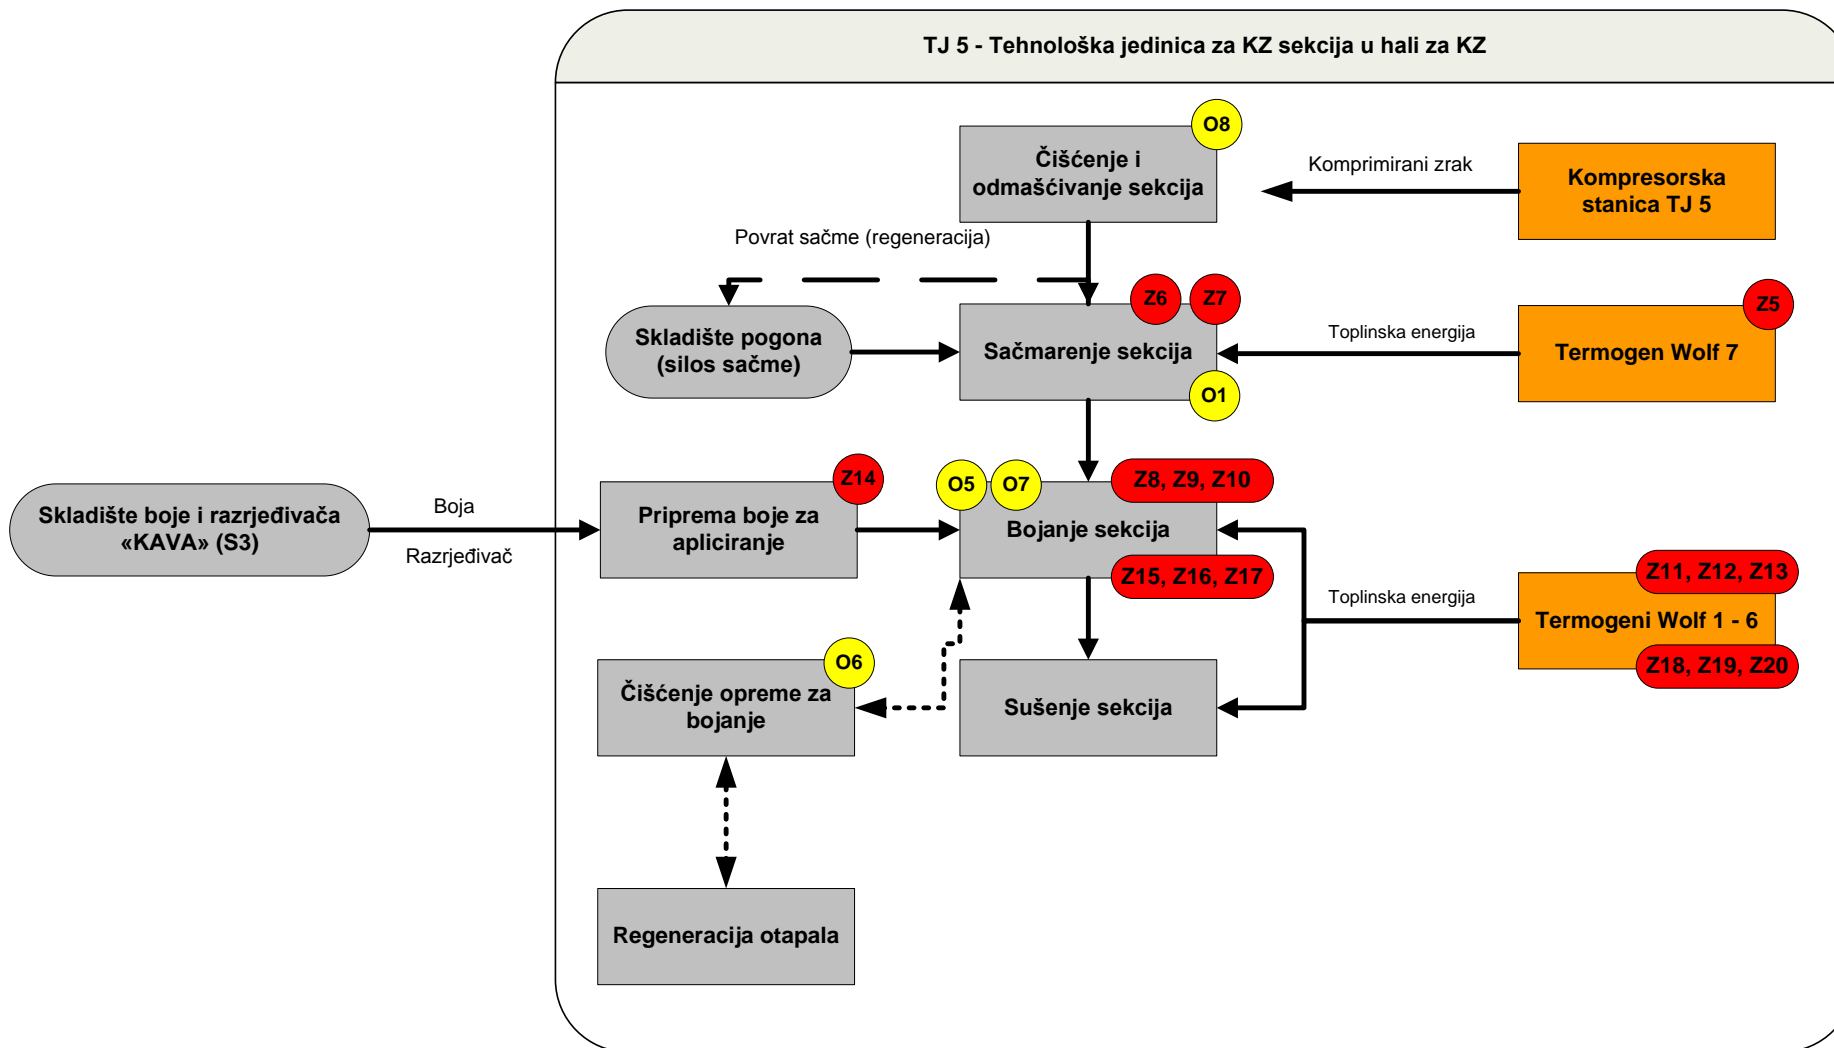 TJ 5 - Tehnološka jedinica za KZ sekcija u hali za KZ
O8
Čišćenje i
odmašćivanje sekcija
Komprimirani zrak
Kompresorska
stanica TJ 5
Povrat sačme (regeneracija)
Z6
Z7
Z5
Skladište pogona
(silos sačme)
Sačmarenje sekcija
Toplinska energija
Termogen Wolf 7
O1
Z14
O5
O7
Z8, Z9, Z10
Skladište boje i razrjeđivača
«KAVA» (S3)
Boja
Razrjeđivač
Priprema boje za
apliciranje
Bojanje sekcija
Z15, Z16, Z17
Z11, Z12, Z13
Toplinska energija
Termogeni Wolf 1 - 6
Z18, Z19, Z20
O6
Čišćenje opreme za
bojanje
Sušenje sekcija
Regeneracija otapala